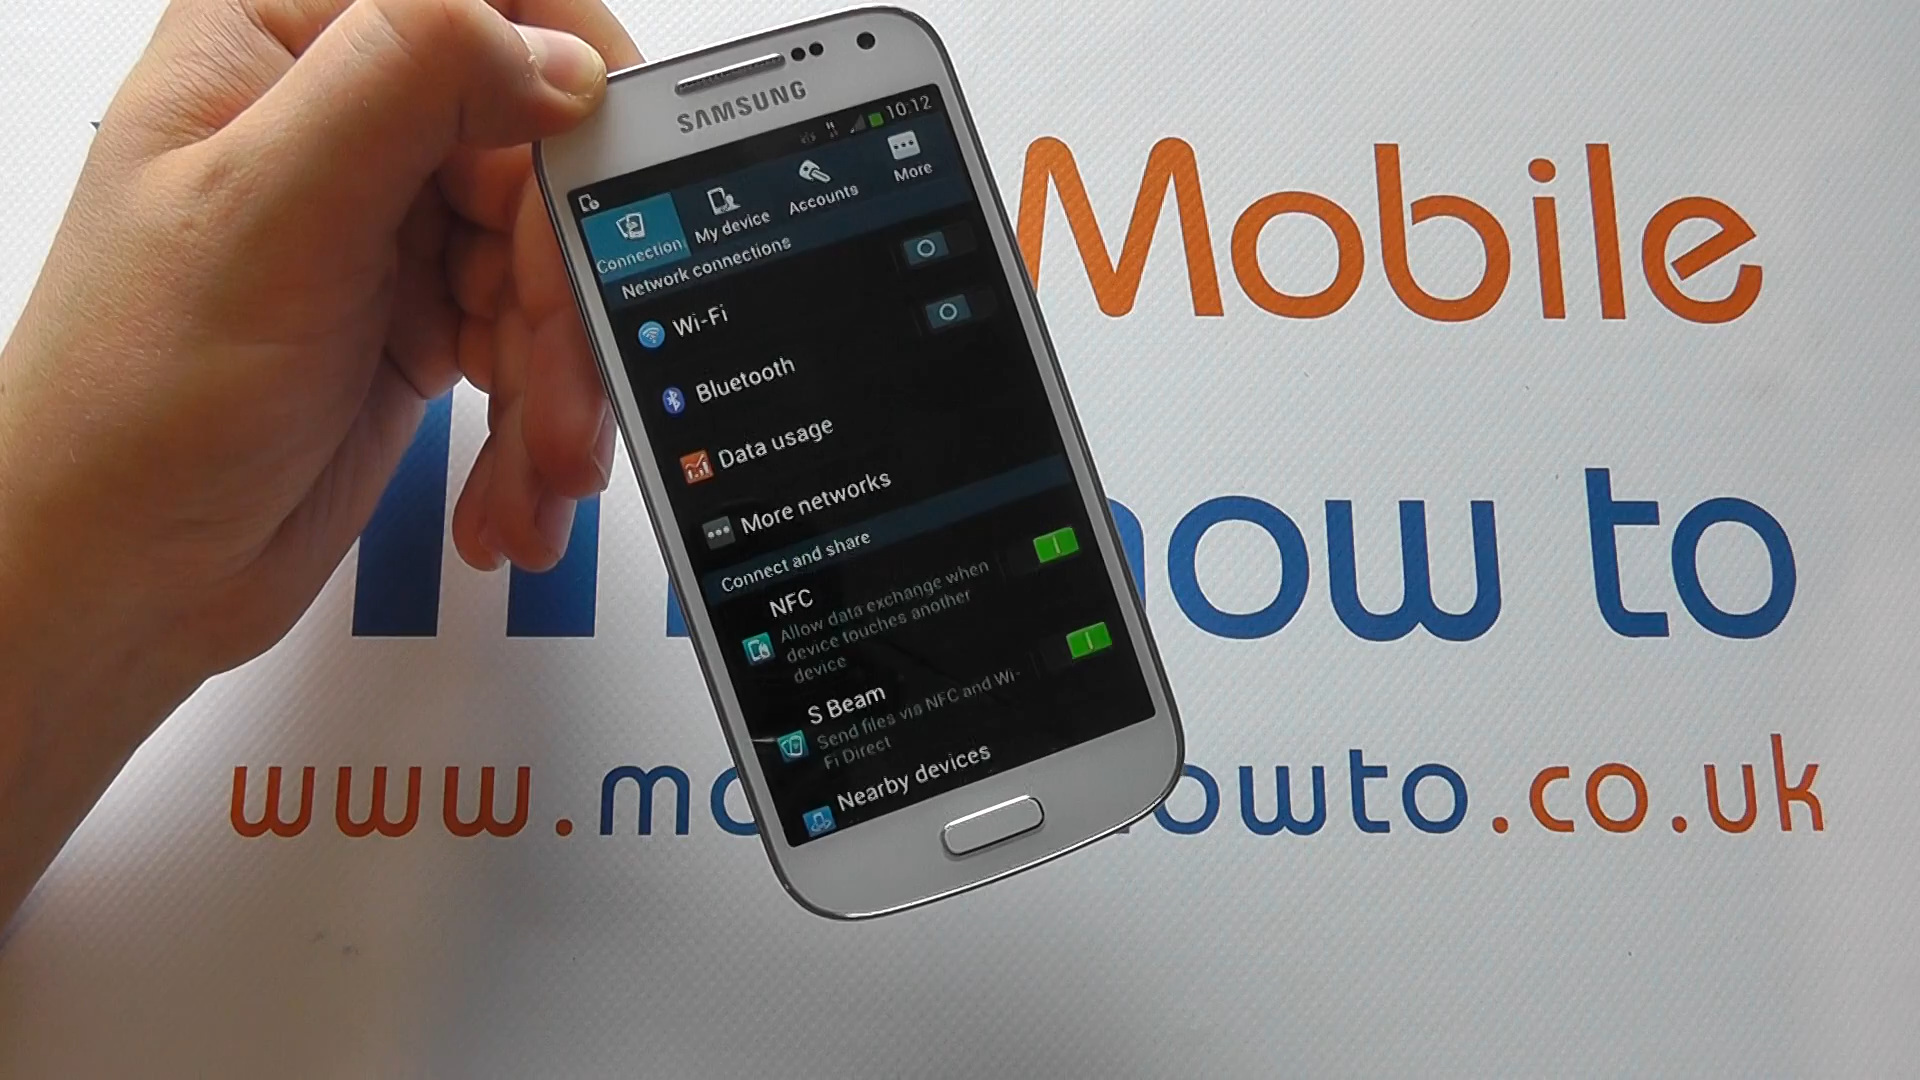 SAMSUNG
10:12
Connection
My device
Accounts
More
Network connections
Wi-Fi
Bluetooth
Data usage
More networks
Connect and share
NFC
Allow data exchange when
device touches another
device
S Beam
Send files via NFC and Wi-
Fi Direct
Nearby devices
Mobile
how to
www.mo
owto.co.uk